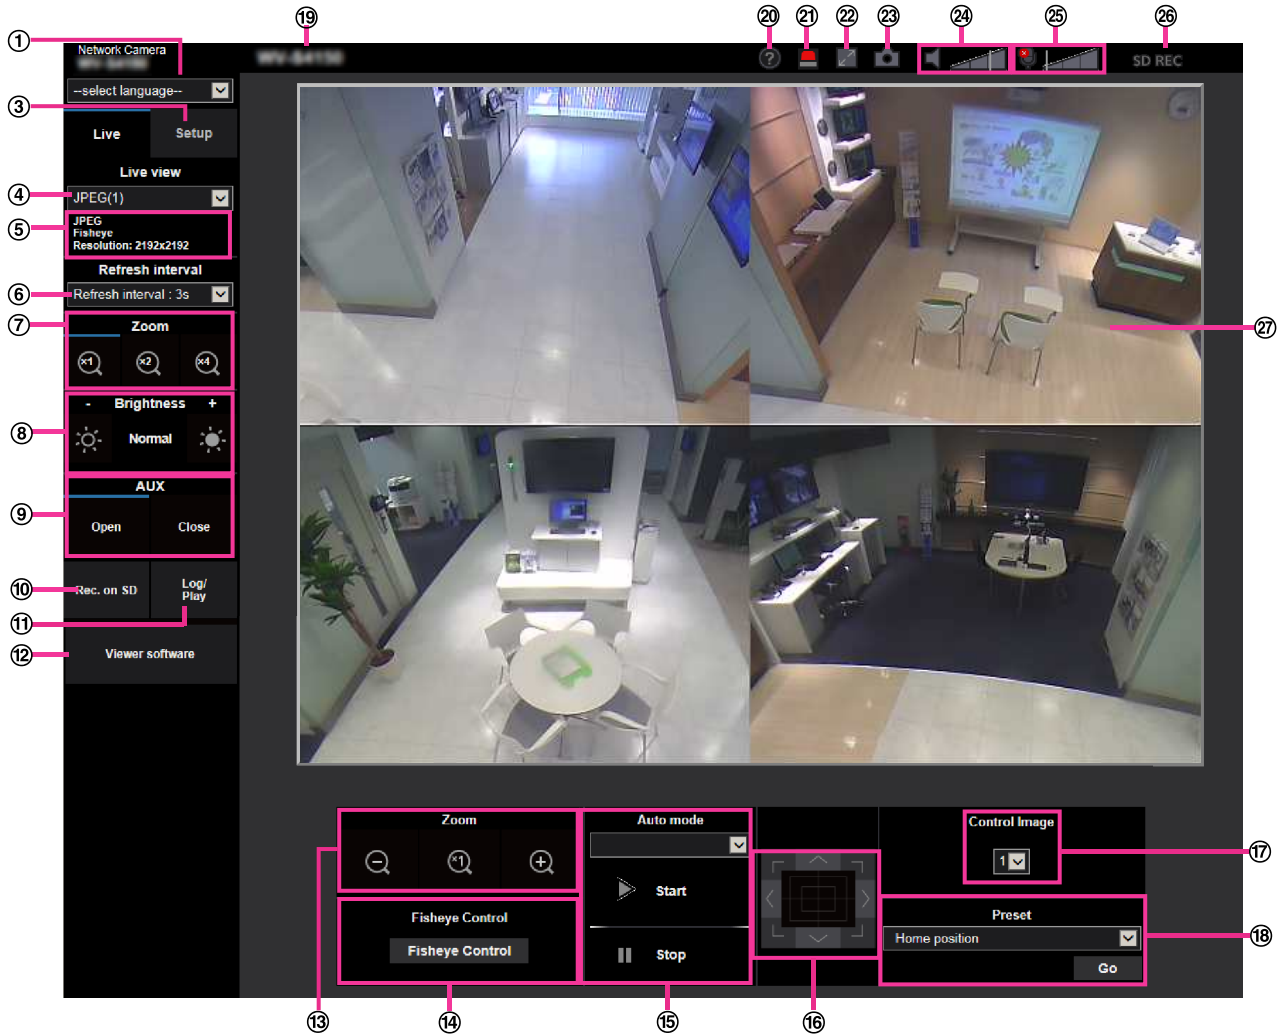 19
20
21
22
23
24
25
26
1
Network Camera
SD REC
--select language--
3
Live
Setup
Live view
4
JPEG(1)
5
JPEG
Fisheye
Resolution: 2192x2192
Refresh interval
6
Refresh interval : 3s
7
Zoom
27
×1
×2
×4
- Brightness +
8
Normal
AUX
9
Open
Close
10
Rec. on SD
Log/
Play
11
12
Viewer software
Zoom
Auto mode
Control Image
×1
1
17
13
Start
Fisheye Control
Fisheye Control
Preset
Home position
18
Stop
Go
14
15
16